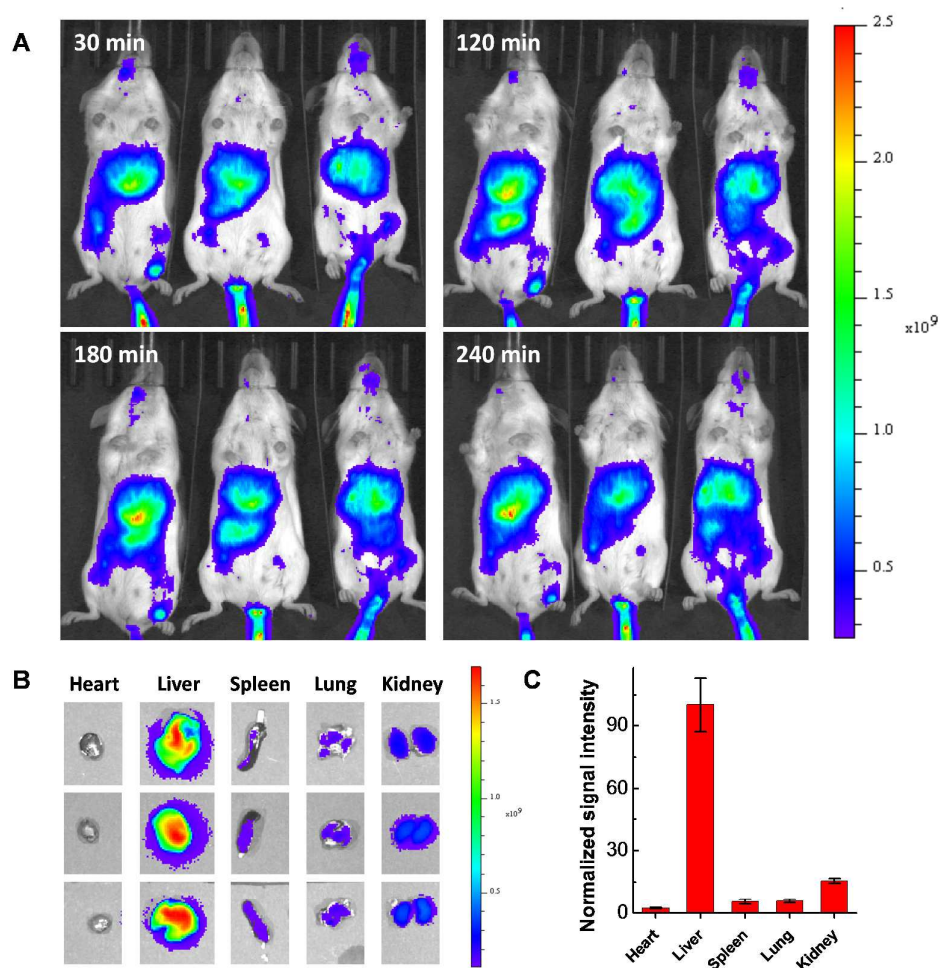 A
30 min
120 min
2.5
2.0
1.5
x10⁹
1.0
0.5
180 min
240 min
B
Heart Liver Spleen Lung Kidney
1.5
1.0
x10⁹
0.5
C
Normalized signal intensity
90
60
30
0
Heart
Liver
Spleen
Lung
Kidney